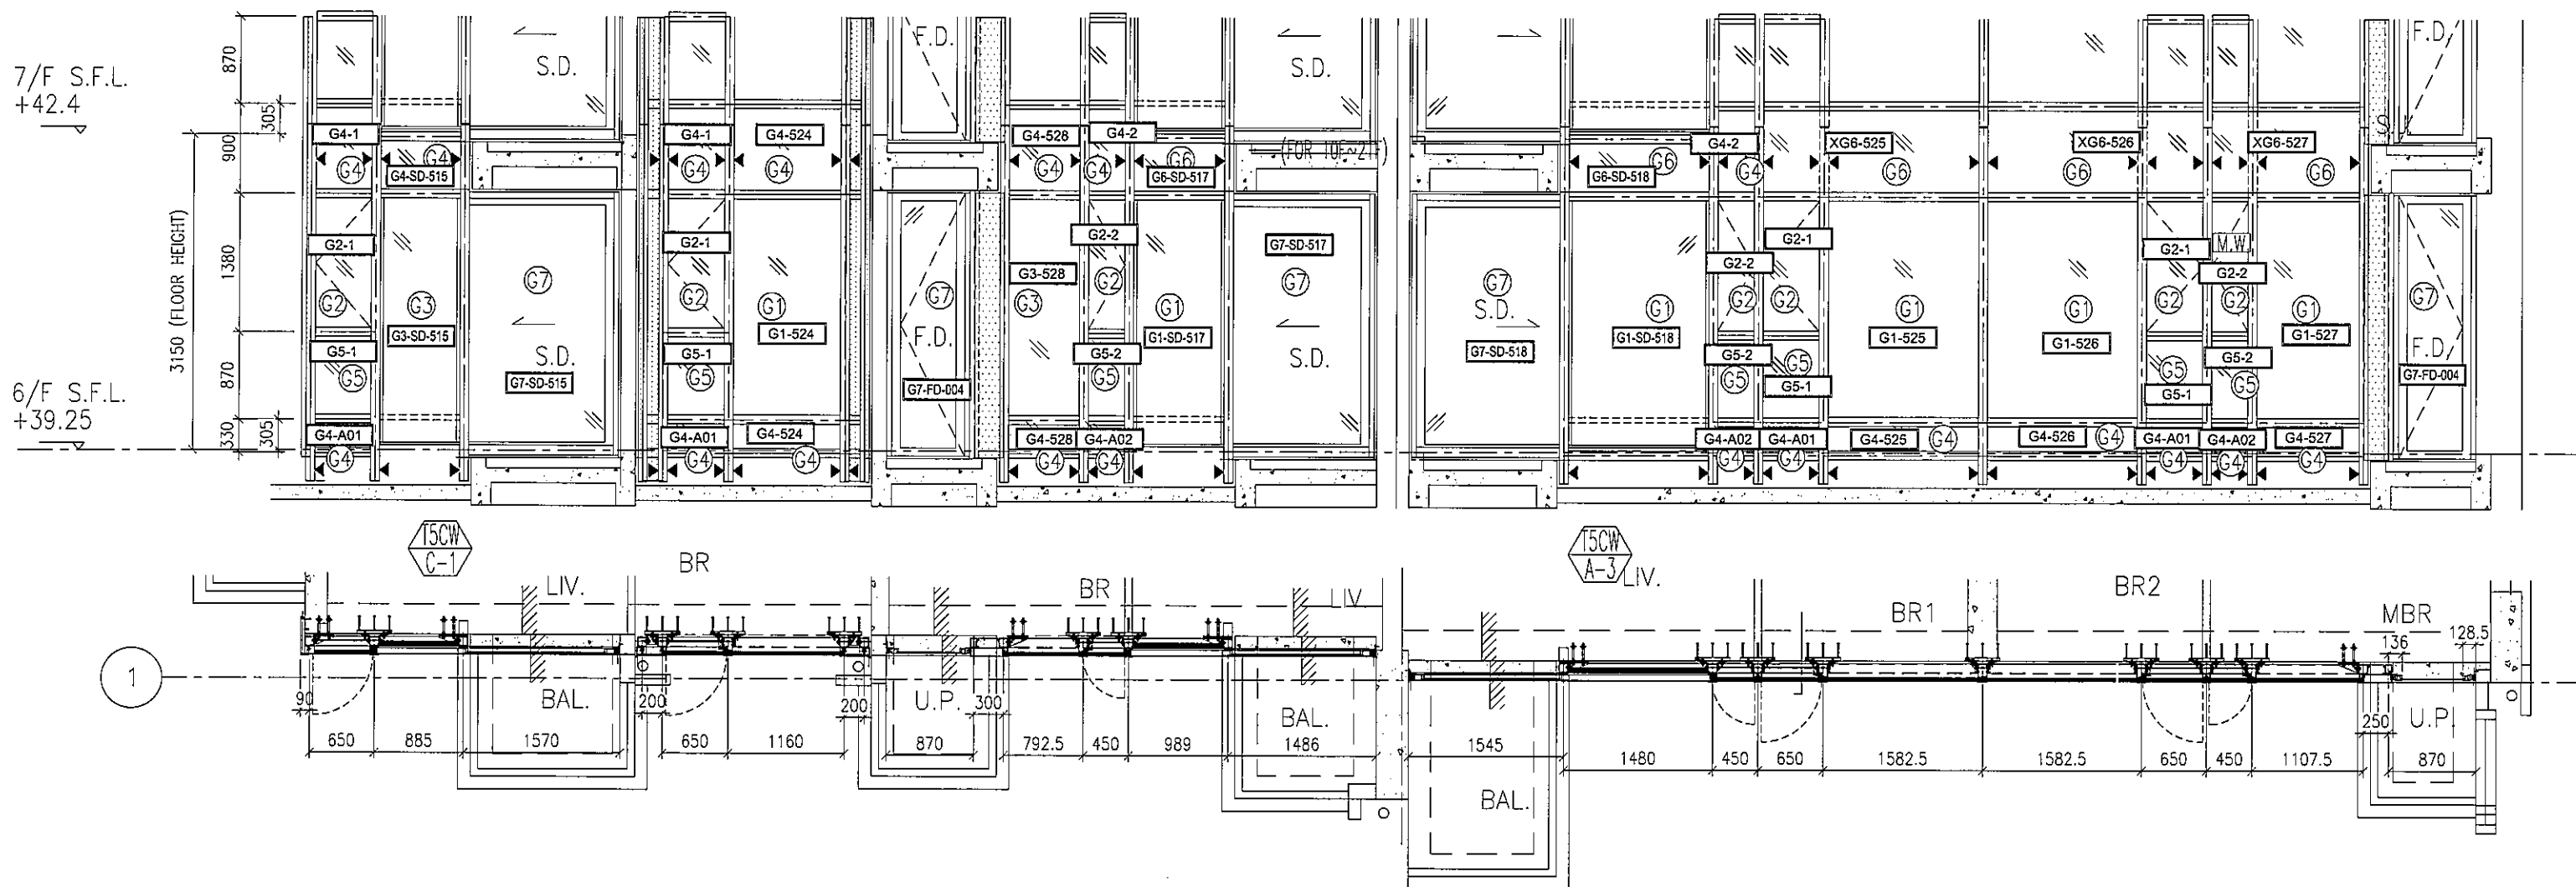 7/F S.F.L.
+42.4
6/F S.F.L.
+39.25
3150 (FLOOR HEIGHT)
870
900
1380
870
330
305
305
S.D.
F.D.
S.D.
F.D.
G4-1
G4-1
G4-524
G4-528
G4-2
G4-2
XG6-525
XG6-526
XG6-527
G4
G4
G4-SD-515
G4
G4
G4
G4
G6
G6-SD-517
(FOR 10F~21F)
G6
G6-SD-518
G4
G6
G6
G6
G2-1
G2-1
G2-2
G7-SD-517
G2-1
G2-2
G2-1
M.W.
G2-2
G2
G3
G7
G2
G1
G7
G3-528
G3
G2
G1
G7
G7
S.D.
G1
G2
G2
G1
G1
G2
G2
G1
G7
G3-SD-515
G1-524
F.D.
G1-SD-517
G1-SD-518
G1-525
G1-526
G1-527
G5-1
S.D.
G5-1
G5-2
S.D.
G7-SD-518
G5-2
G5-2
F.D.
G5
G7-SD-515
G5
G7-FD-004
G5
G5
G5
G5-1
G5
G5-1
G5
G7-FD-004
G4-A01
G4-A01
G4-524
G4-528
G4-A02
G4-A02
G4-A01
G4-525
G4
G4-526
G4
G4-A01
G4-A02
G4-527
G4
G4
G4
G4
G4
G4
G4
G4
G4
G4
T5CW
C-1
T5CW
A-3
LIV.
BR
BR
LIV
LIV.
BR1
BR2
MBR
1
BAL.
U.P.
BAL.
BAL.
U.P.
90
200
200
300
136
128.5
250
650
885
1570
650
1160
870
792.5
450
989
1486
1545
1480
450
650
1582.5
1582.5
650
450
1107.5
870